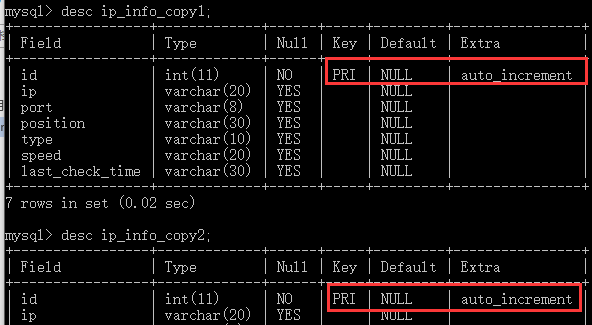 mysql> desc ip_info_copy1;
+-----------------+-------------+------+-----+---------+----------------+
| Field           | Type        | Null | Key | Default | Extra          |
+-----------------+-------------+------+-----+---------+----------------+
| id              | int(11)     | NO   | PRI | NULL    | auto_increment |
| ip              | varchar(20) | YES  |     | NULL    |                |
| port            | varchar(8)  | YES  |     | NULL    |                |
| position        | varchar(30) | YES  |     | NULL    |                |
| type            | varchar(10) | YES  |     | NULL    |                |
| speed           | varchar(20) | YES  |     | NULL    |                |
| last_check_time | varchar(30) | YES  |     | NULL    |                |
+-----------------+-------------+------+-----+---------+----------------+
7 rows in set (0.02 sec)
mysql> desc ip_info_copy2;
+-----------------+-------------+------+-----+---------+----------------+
| Field           | Type        | Null | Key | Default | Extra          |
+-----------------+-------------+------+-----+---------+----------------+
| id              | int(11)     | NO   | PRI | NULL    | auto_increment |
| ip              | varchar(20) | YES  |     | NULL    |                |